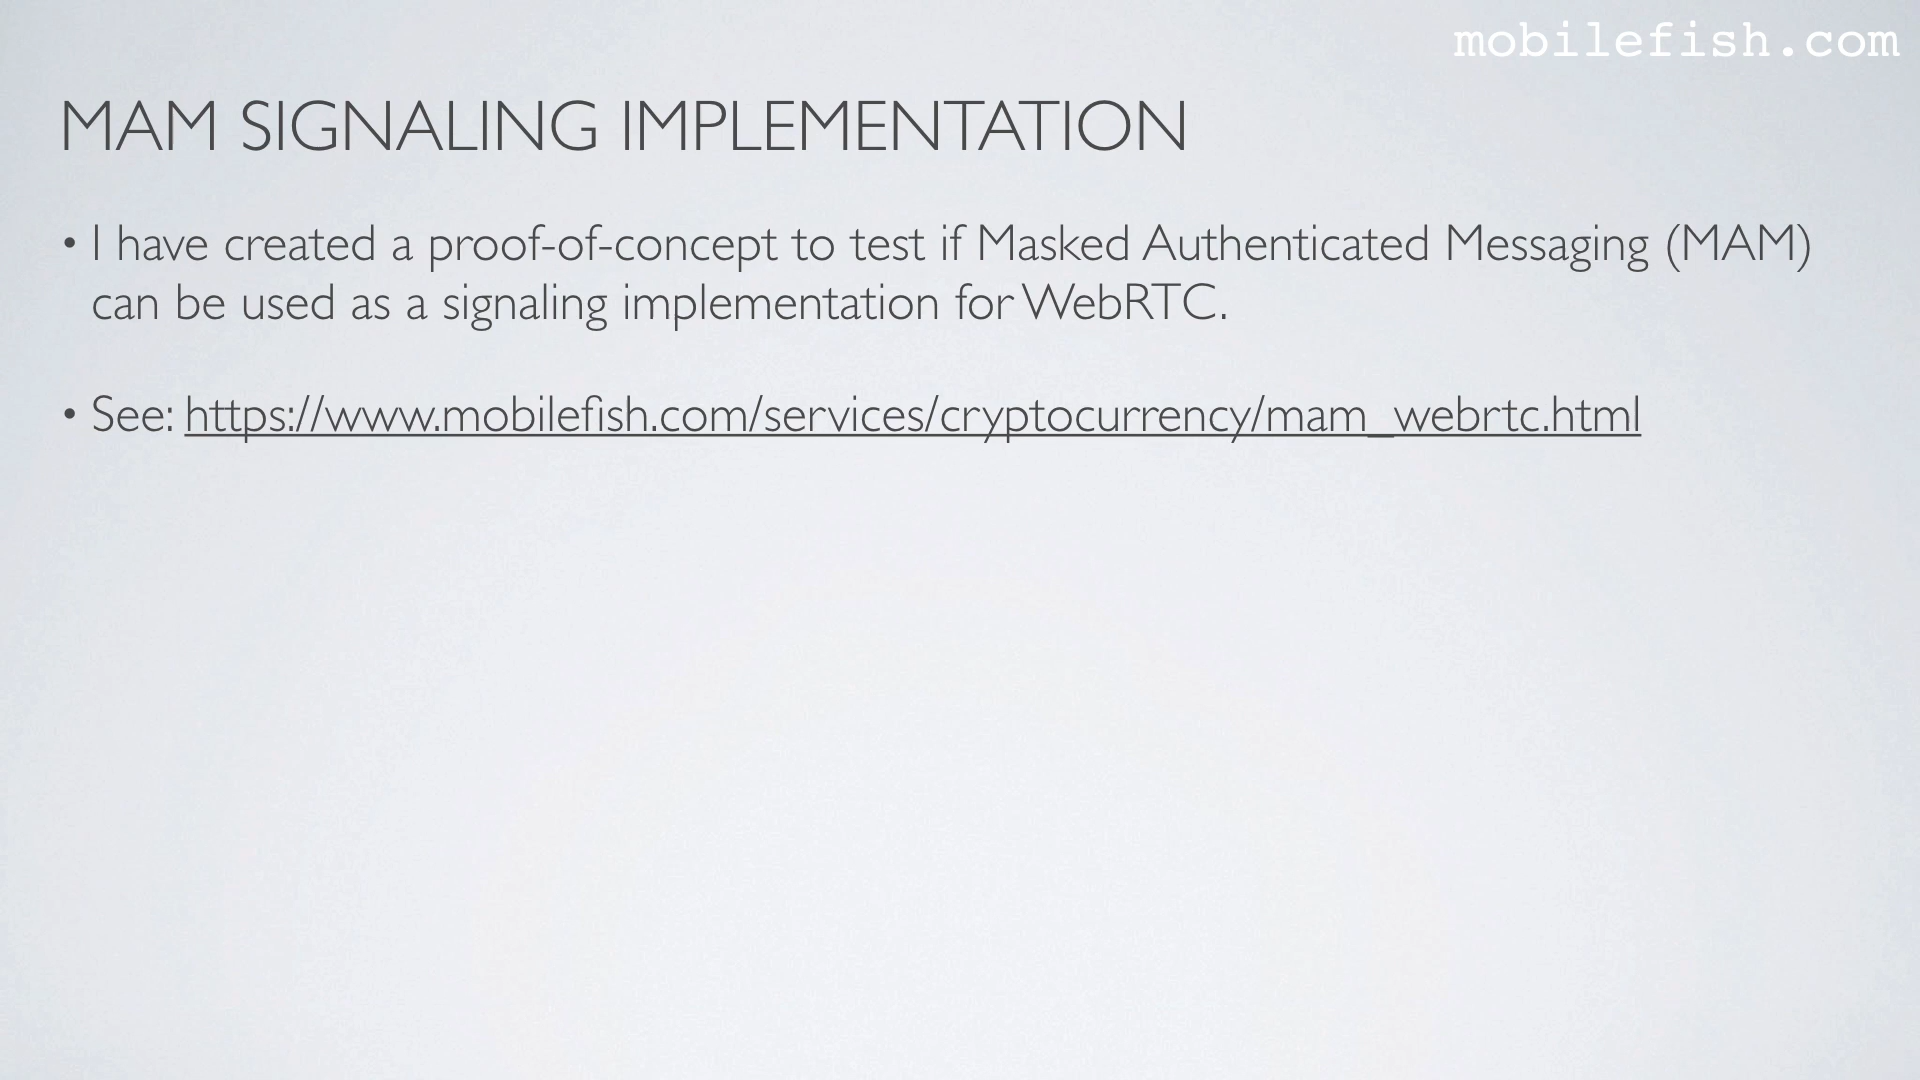 mobilefish.com
MAM SIGNALING IMPLEMENTATION
• I have created a proof-of-concept to test if Masked Authenticated Messaging (MAM)
can be used as a signaling implementation for WebRTC.
• See: https://www.mobilefish.com/services/cryptocurrency/mam_webrtc.html